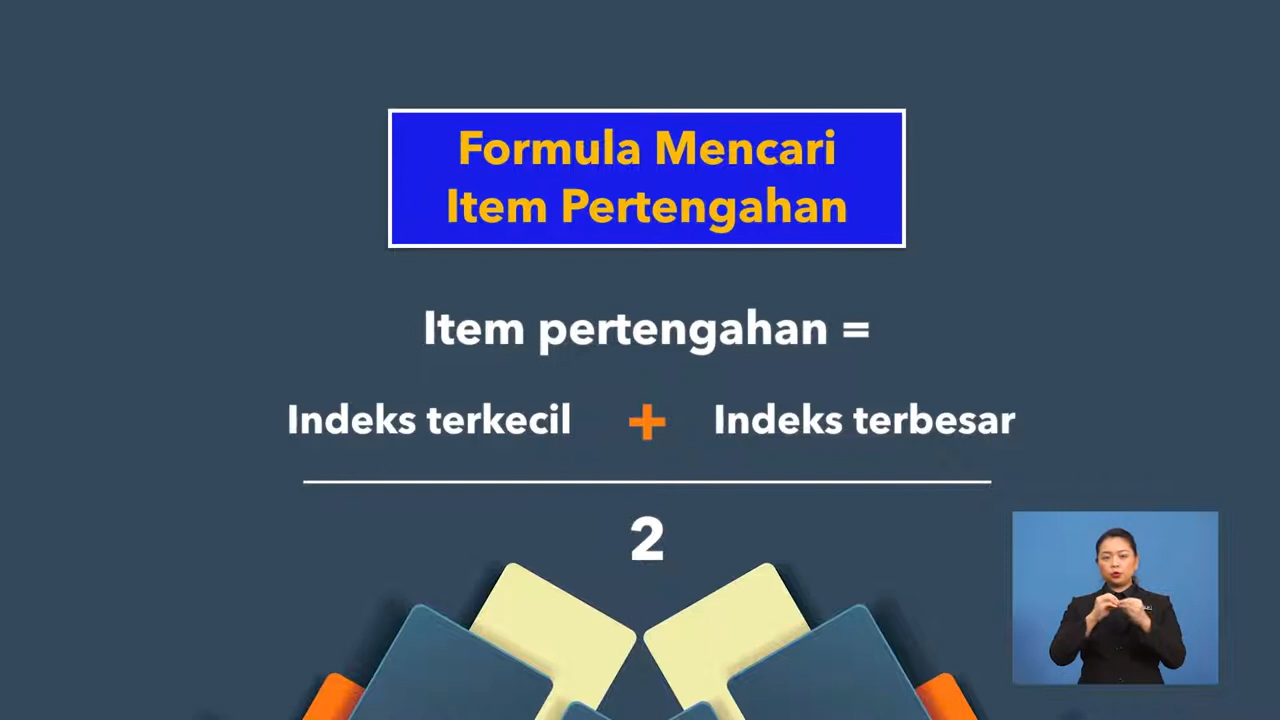 Formula Mencari
Item Pertengahan
Item pertengahan =
Indeks terkecil + Indeks terbesar
2